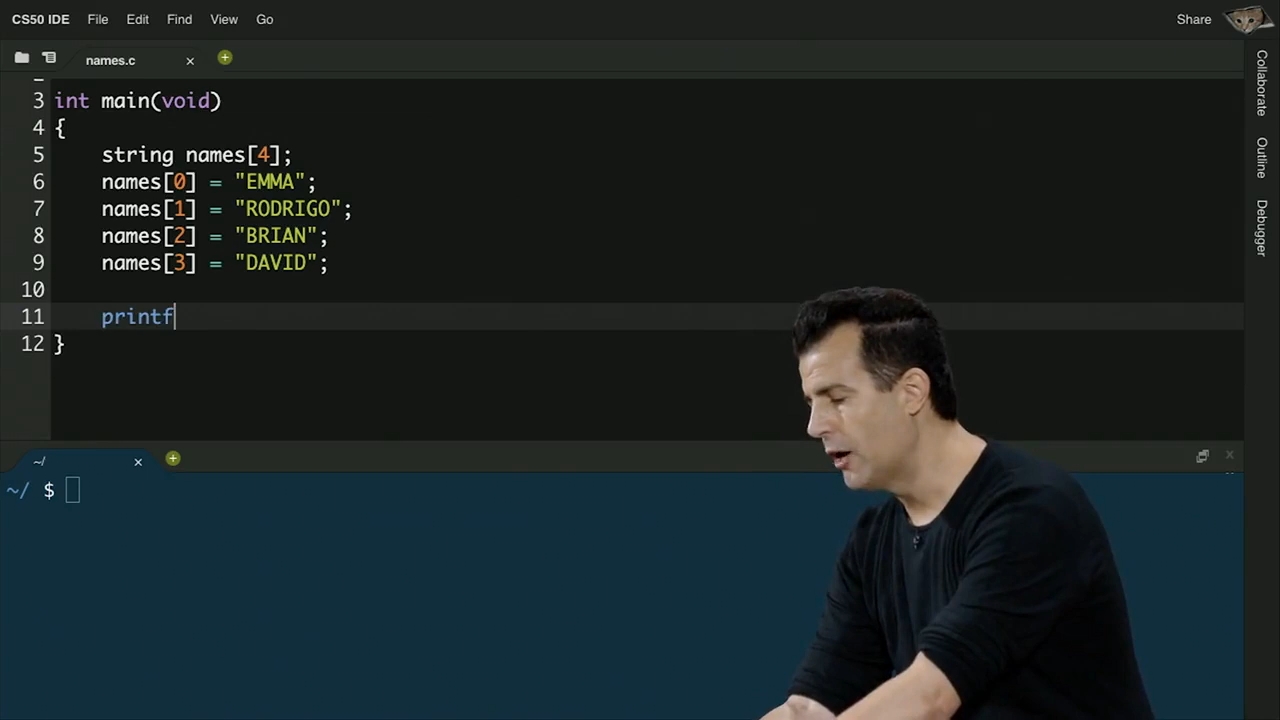 CS50 IDE File Edit Find View Go Share
names.c x +
3 int main(void)
4 {
5 string names[4];
6 names[0] = "EMMA";
7 names[1] = "RODRIGO";
8 names[2] = "BRIAN";
9 names[3] = "DAVID";
10
11 printf
12 }
~/ x +
~/ $
Collaborate
Outline
Debugger